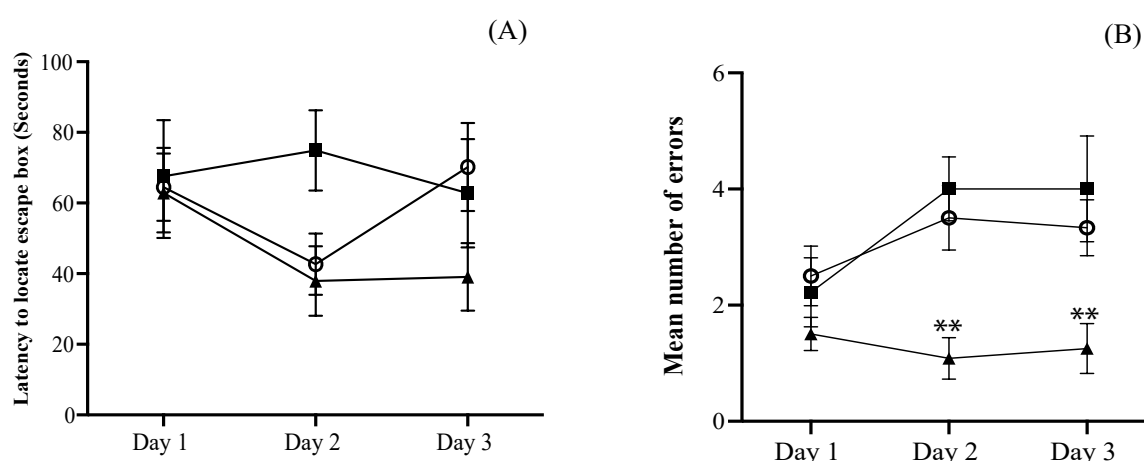 (A)
Latency to locate escape box (Seconds)
100
80
60
40
20
0
Day 1
Day 2
Day 3
(B)
Mean number of errors
6
4
2
0
**
**
Day 1
Day 2
Day 3